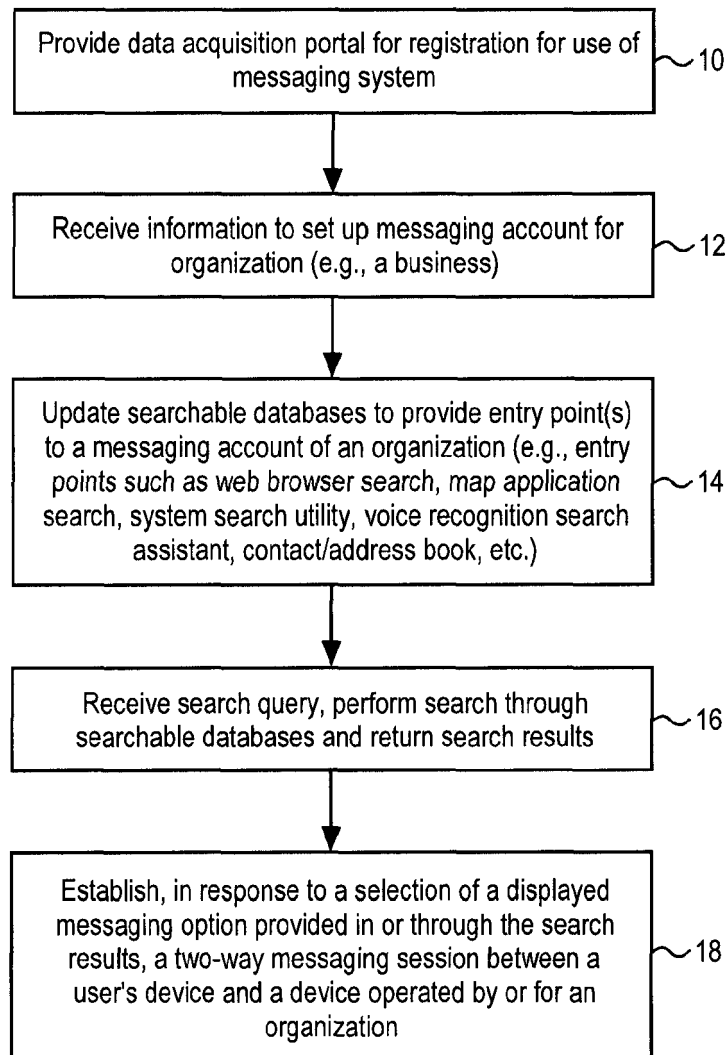 Provide data acquisition portal for registration for use of
messaging system
10
Receive information to set up messaging account for
organization (e.g., a business)
12
Update searchable databases to provide entry point(s)
to a messaging account of an organization (e.g., entry
points such as web browser search, map application
search, system search utility, voice recognition search
assistant, contact/address book, etc.)
14
Receive search query, perform search through
searchable databases and return search results
16
Establish, in response to a selection of a displayed
messaging option provided in or through the search
results, a two-way messaging session between a
user's device and a device operated by or for an
organization
18